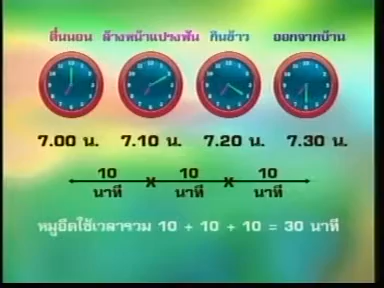 ตื่นนอน ล้างหน้าแปรงฟัน กินข้าว ออกจากบ้าน
7.00 น. 7.10 น. 7.20 น. 7.30 น.
10 10 10
นาที × นาที × นาที
หมูอืดใช้เวลารวม 10 + 10 + 10 = 30 นาที